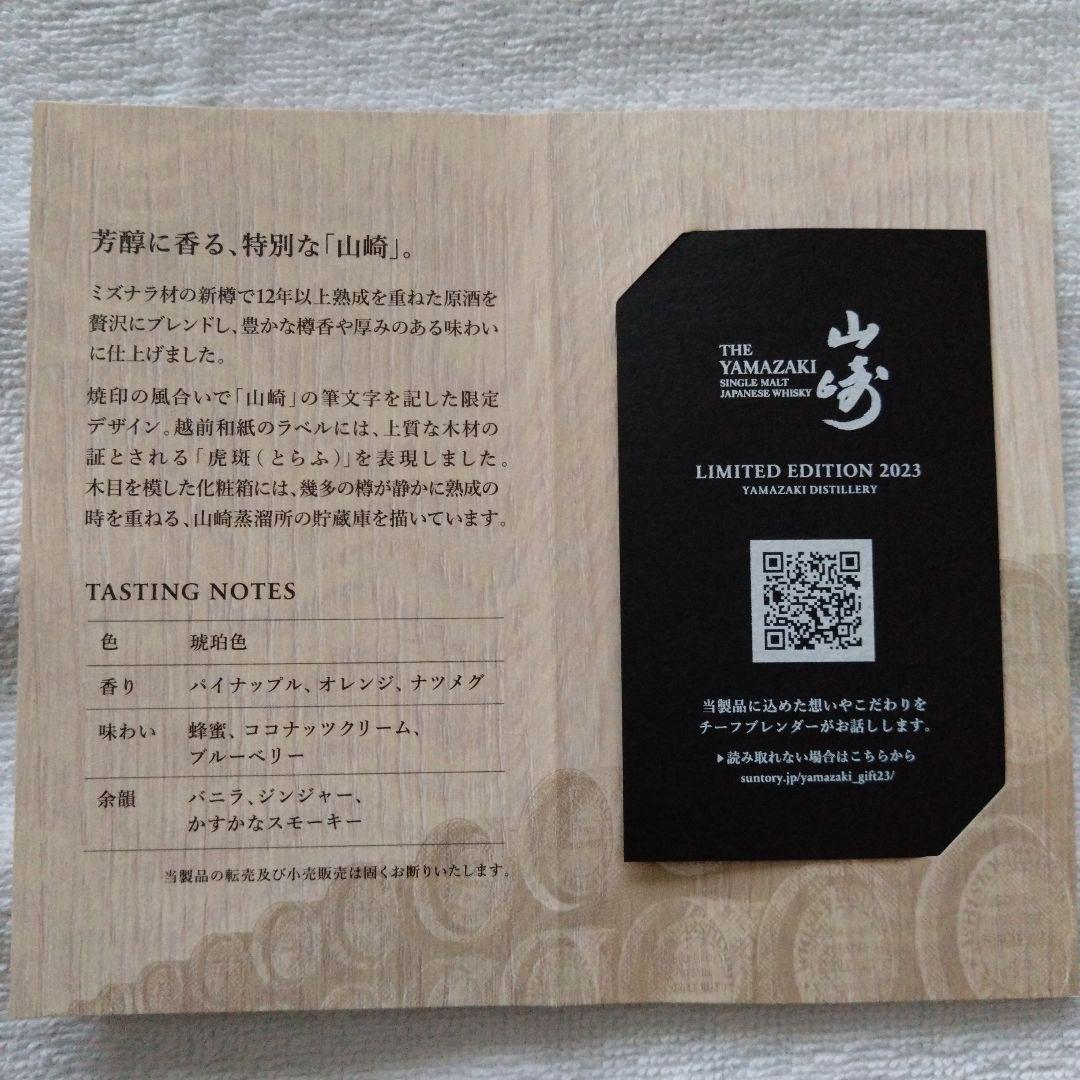 芳醇に香る、特別な「山崎」。
ミズナラ材の新樽で12年以上熟成を重ねた原酒を
贅沢にブレンドし、豊かな樽香や厚みのある味わい
に仕上げました。
焼印の風合いで「山崎」の筆文字を記した限定
デザイン。越前和紙のラベルには、上質な木材の
証とされる「虎斑(とらふ)」を表現しました。
木目を模した化粧箱には、幾多の樽が静かに熟成の
時を重ねる、山崎蒸溜所の貯蔵庫を描いています。
TASTING NOTES
色 琥珀色
香り パイナップル、オレンジ、ナツメグ
味わい 蜂蜜、ココナッツクリーム、
ブルーベリー
余韻 バニラ、ジンジャー、
かすかなスモーキー
当製品の転売及び小売販売は固くお断りいたします。
山崎
THE
YAMAZAKI
SINGLE MALT
JAPANESE WHISKY
LIMITED EDITION 2023
YAMAZAKI DISTILLERY
当製品に込めた想いやこだわりを
チーフブレンダーがお話しします。
▶読み取れない場合はこちらから
suntory.jp/yamazaki_gift23/